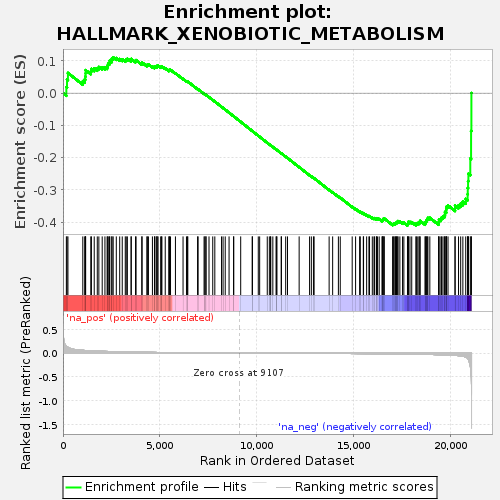 Enrichment plot:
HALLMARK_XENOBIOTIC_METABOLISM
Enrichment score (ES)
0.1
0.0
-0.1
-0.2
-0.3
-0.4
'na_pos' (positively correlated)
Ranked list metric (PreRanked)
0.5
0.0
-0.5
-1.0
-1.5
Zero cross at 9107
'na_neg' (negatively correlated)
0
5,000
10,000
15,000
20,000
Rank in Ordered Dataset
Enrichment profile
Hits
Ranking metric scores